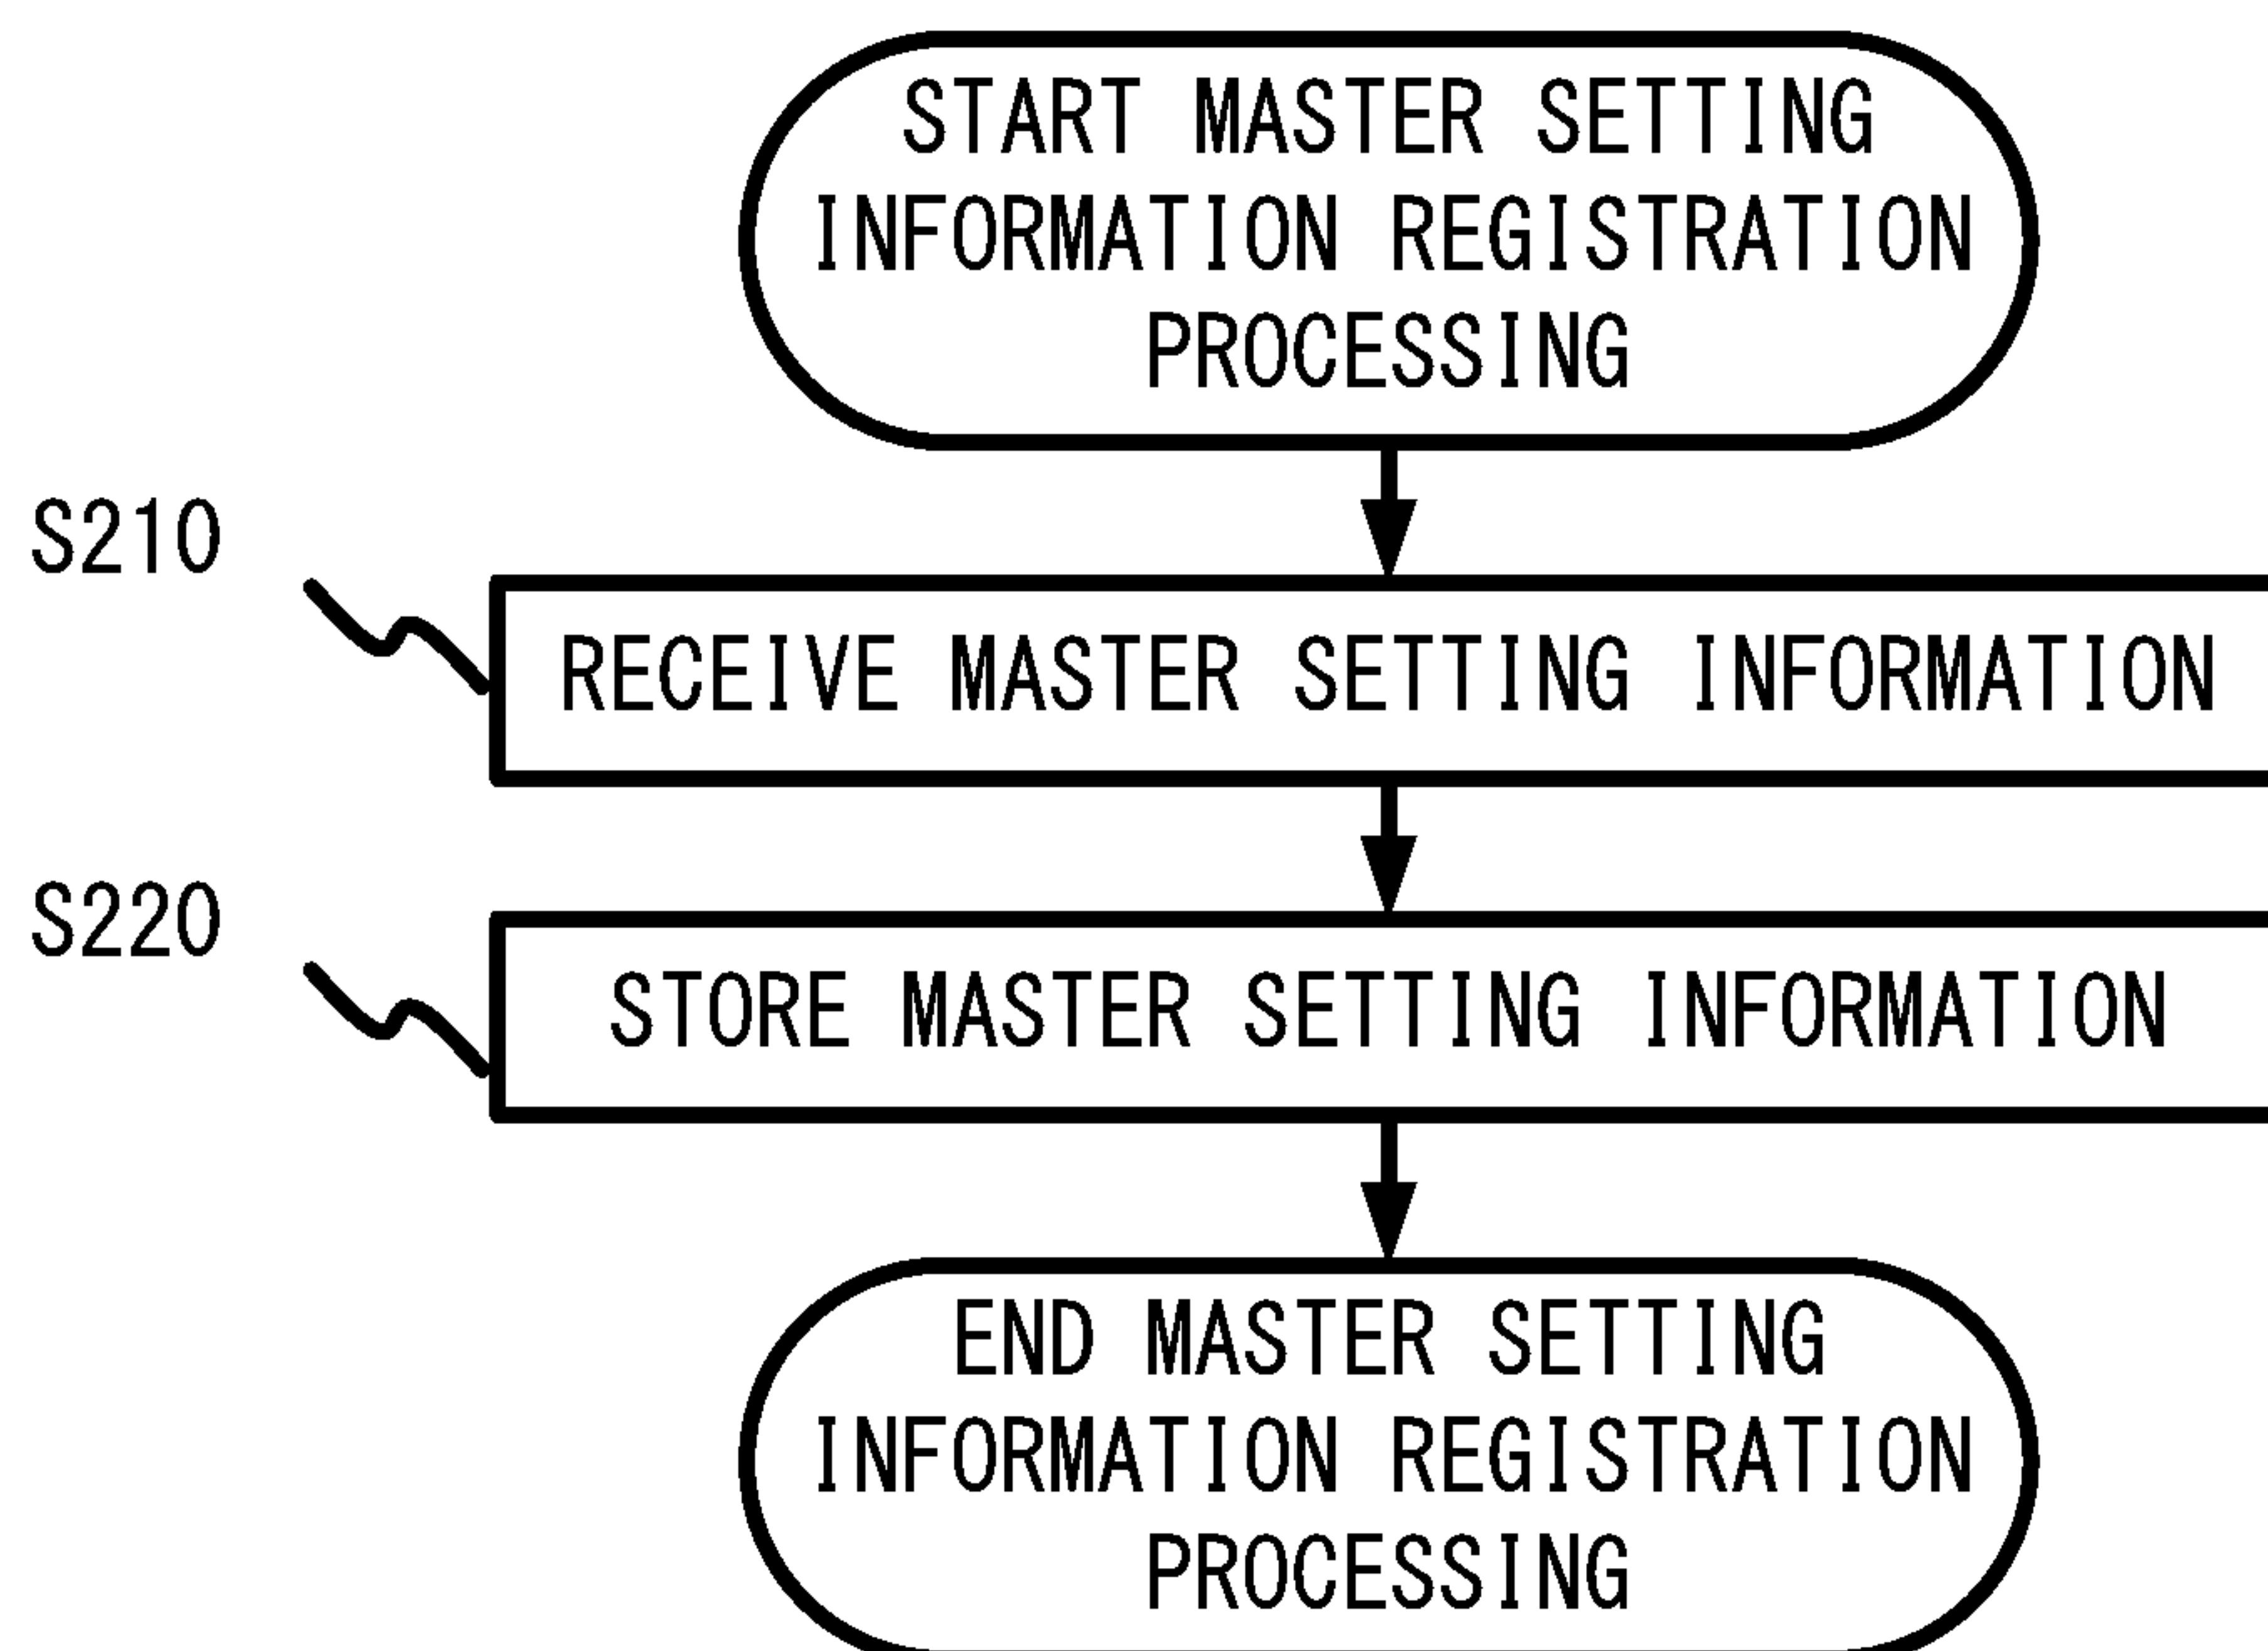 START MASTER SETTING
INFORMATION REGISTRATION
PROCESSING
S210
RECEIVE MASTER SETTING INFORMATION
S220
STORE MASTER SETTING INFORMATION
END MASTER SETTING
INFORMATION REGISTRATION
PROCESSING